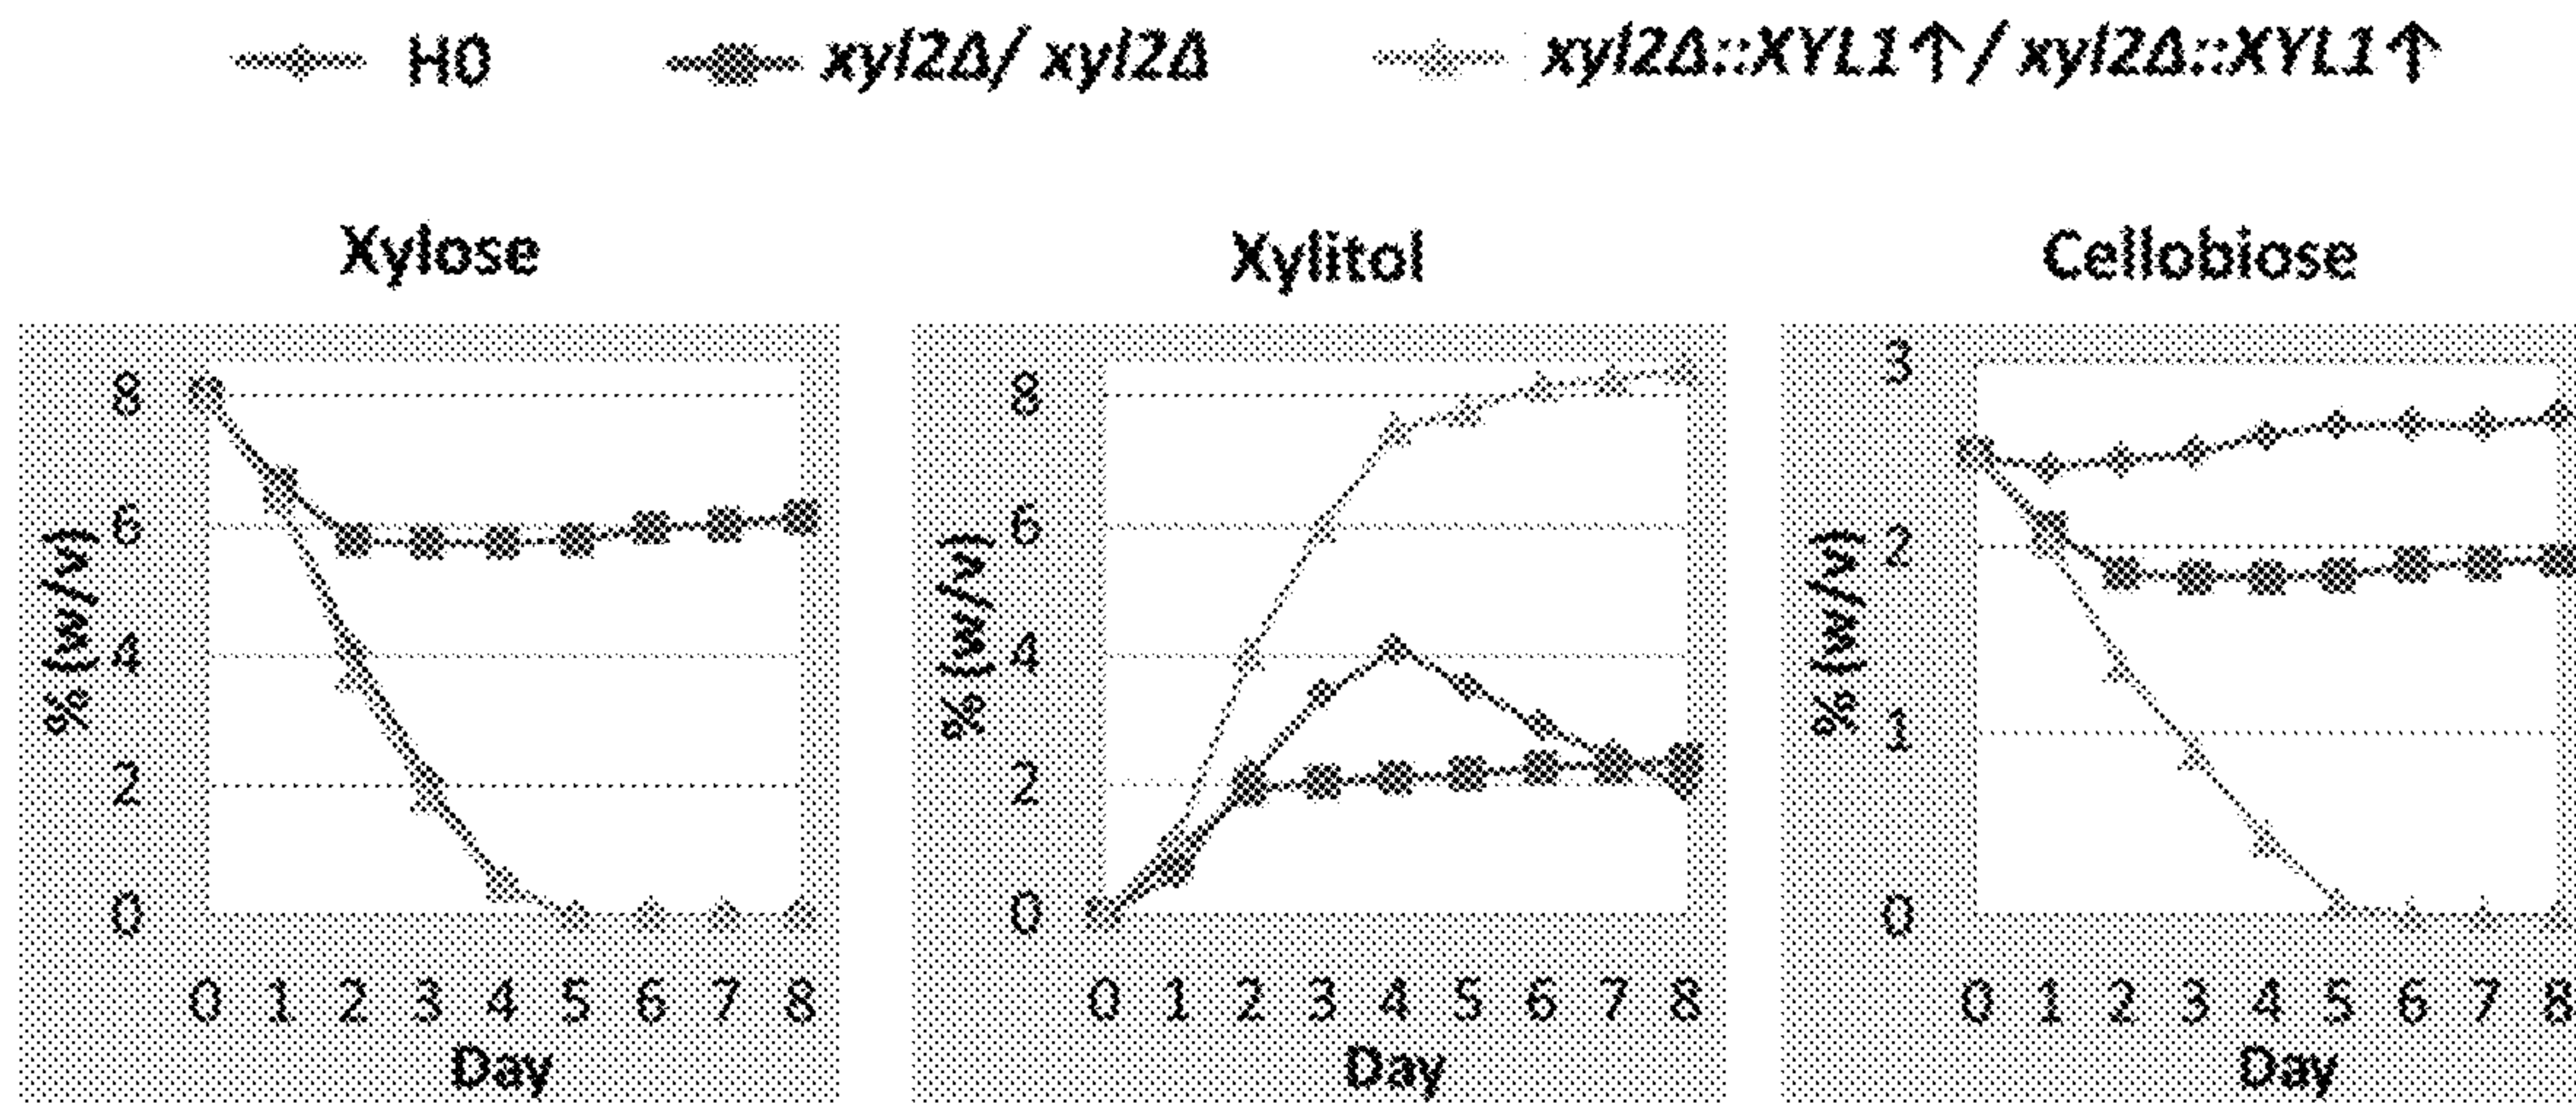 H0 xyl2Δ/ xyl2Δ xyl2Δ::XYL1↑/ xyl2Δ::XYL1↑
Xylose Xylitol Cellobiose
% (w/v)
8
6
4
2
0
0 1 2 3 4 5 6 7 8
Day
% (w/v)
8
6
4
2
0
0 1 2 3 4 5 6 7 8
Day
% (w/v)
3
2
1
0
0 1 2 3 4 5 6 7 8
Day